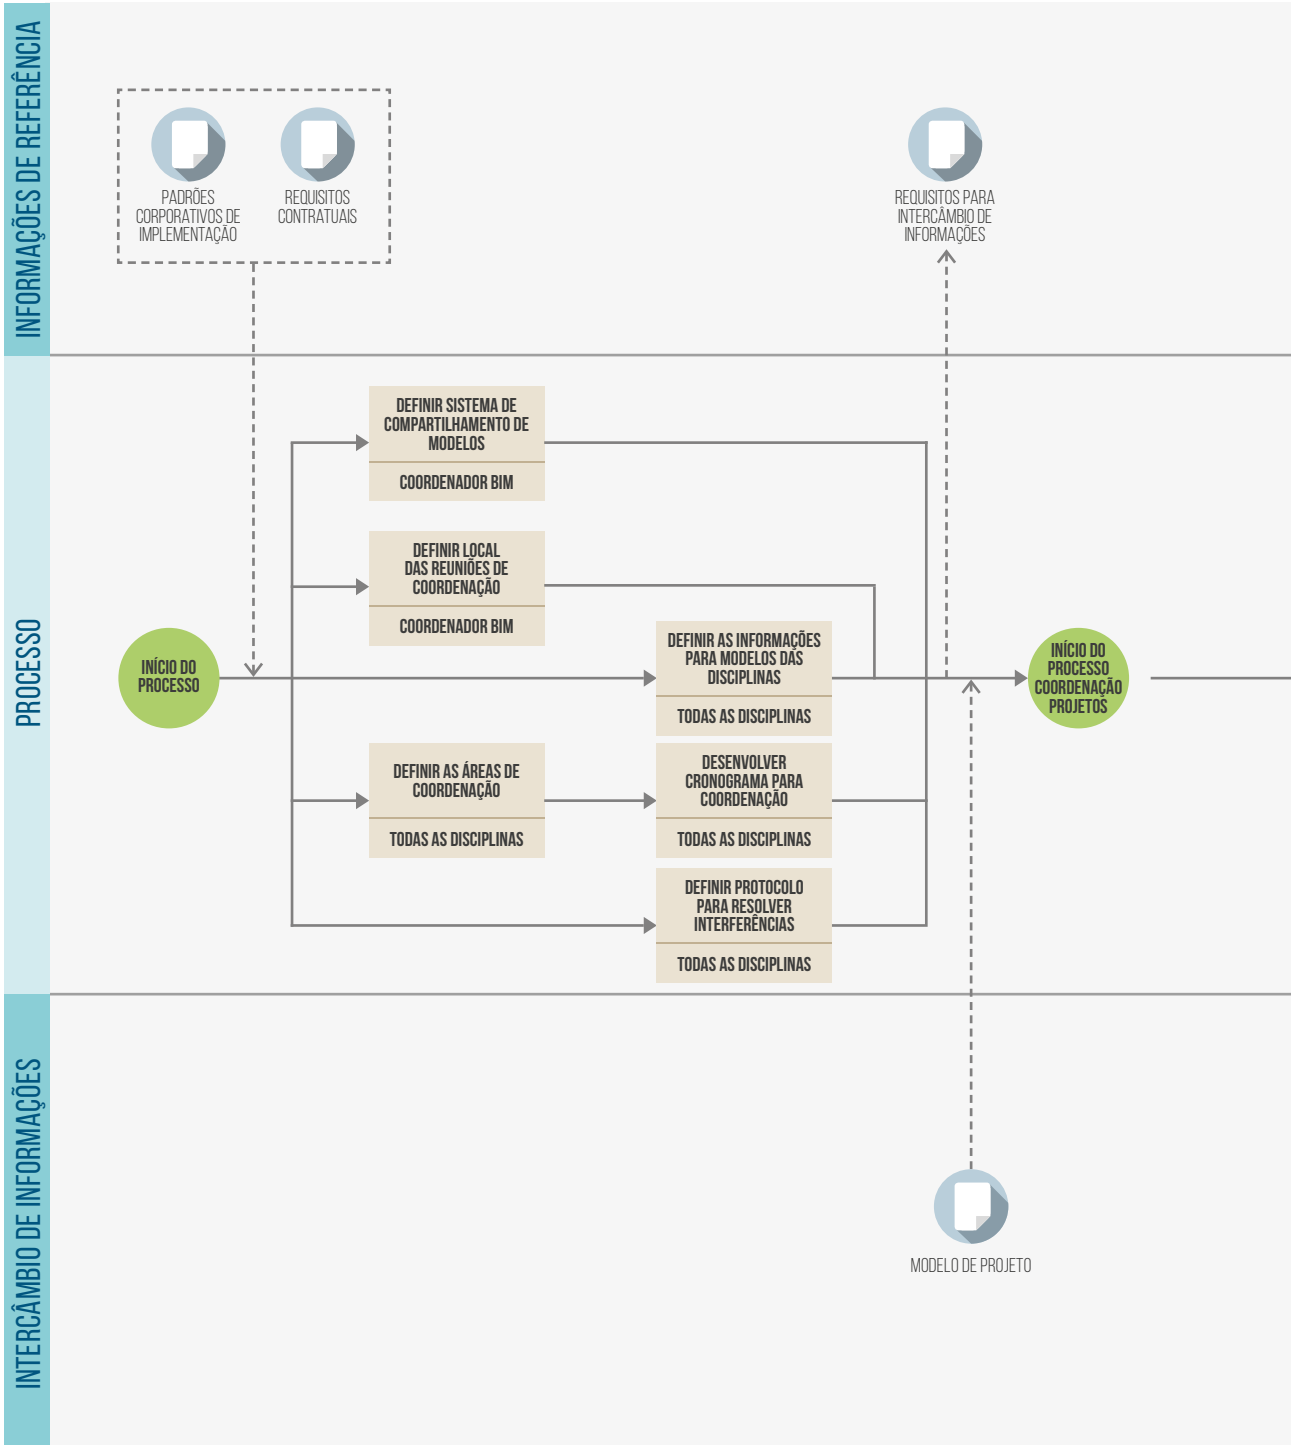 INFORMAÇÕES DE REFERÊNCIA
PADRÕES
CORPORATIVOS DE
IMPLEMENTAÇÃO
REQUISITOS
CONTRATUAIS
REQUISITOS PARA
INTERCÂMBIO DE
INFORMAÇÕES
PROCESSO
DEFINIR SISTEMA DE
COMPARTILHAMENTO DE
MODELOS
COORDENADOR BIM
DEFINIR LOCAL
DAS REUNIÕES DE
COORDENAÇÃO
COORDENADOR BIM
INÍCIO DO
PROCESSO
DEFINIR AS INFORMAÇÕES
PARA MODELOS DAS
DISCIPLINAS
TODAS AS DISCIPLINAS
INÍCIO DO
PROCESSO
COORDENAÇÃO
PROJETOS
DEFINIR AS ÁREAS DE
COORDENAÇÃO
TODAS AS DISCIPLINAS
DESENVOLVER
CRONOGRAMA PARA
COORDENAÇÃO
TODAS AS DISCIPLINAS
DEFINIR PROTOCOLO
PARA RESOLVER
INTERFERÊNCIAS
TODAS AS DISCIPLINAS
INTERCÂMBIO DE INFORMAÇÕES
MODELO DE PROJETO